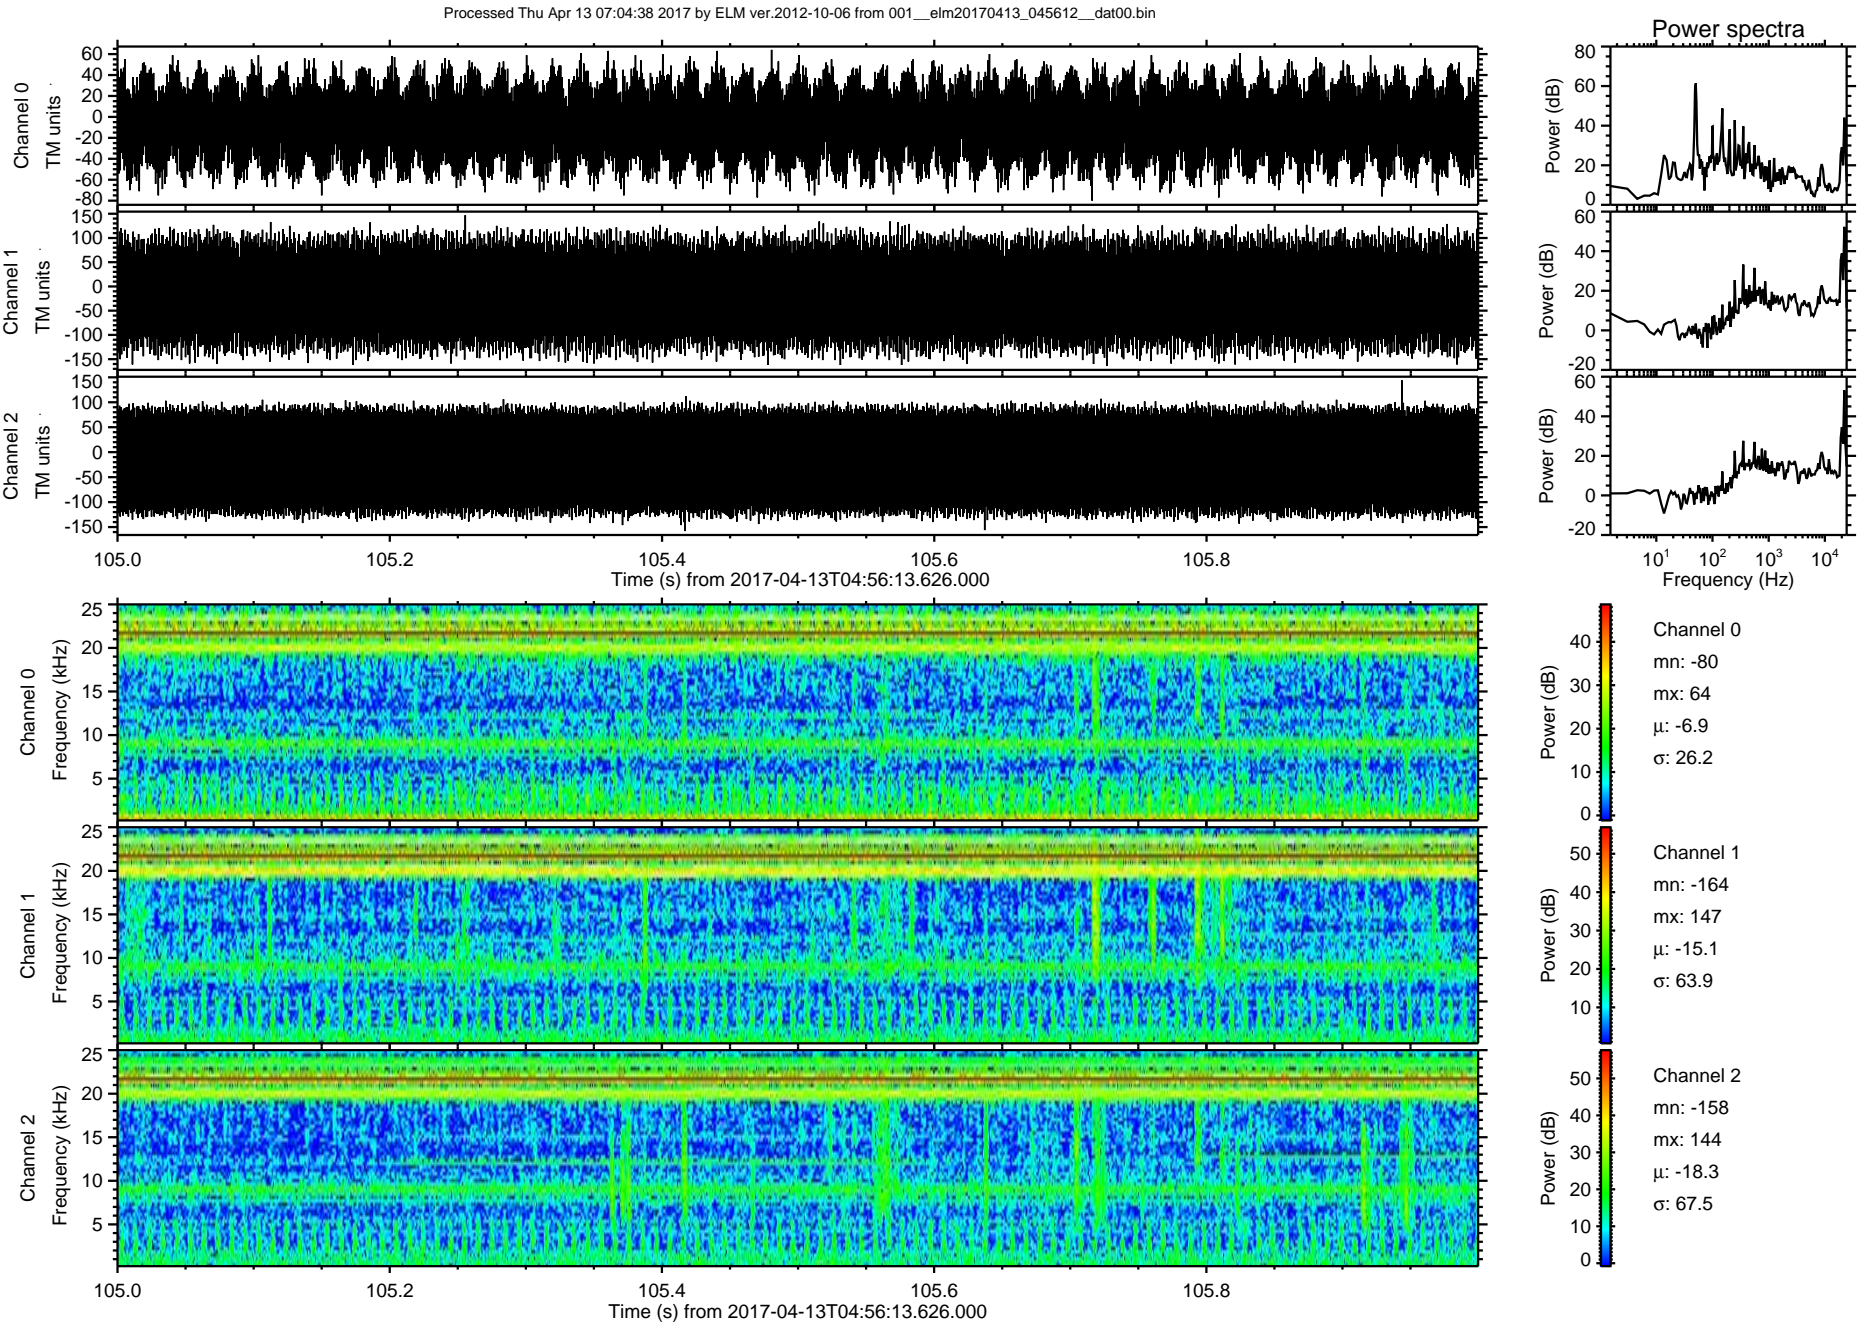 Processed Thu Apr 13 07:04:38 2017 by ELM ver.2012-10-06 from 001__elm20170413_045612__dat00.bin
Power spectra
Channel 0
TM units
60
40
20
0
-20
-40
-60
-80
Power (dB)
80
60
40
20
0
Channel 1
TM units
150
100
50
0
-50
-100
-150
Power (dB)
60
40
20
0
-20
Channel 2
TM units
150
100
50
0
-50
-100
-150
Power (dB)
60
40
20
0
-20
105.0 105.2 105.4 105.6 105.8
Time (s) from 2017-04-13T04:56:13.626.000
10^1 10^2 10^3 10^4
Frequency (Hz)
Channel 0
Frequency (kHz)
25
20
15
10
5
Power (dB)
40
30
20
10
0
Channel 0
mn: -80
mx: 64
μ: -6.9
σ: 26.2
Channel 1
Frequency (kHz)
25
20
15
10
5
Power (dB)
50
40
30
20
10
Channel 1
mn: -164
mx: 147
μ: -15.1
σ: 63.9
Channel 2
Frequency (kHz)
25
20
15
10
5
Power (dB)
50
40
30
20
10
0
Channel 2
mn: -158
mx: 144
μ: -18.3
σ: 67.5
105.0 105.2 105.4 105.6 105.8
Time (s) from 2017-04-13T04:56:13.626.000